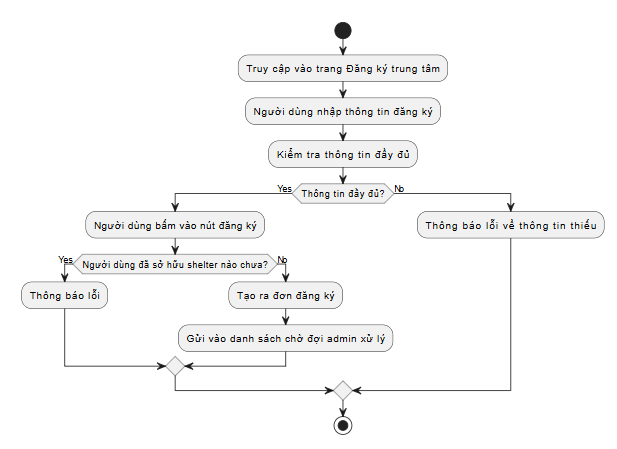 Truy cập vào trang Đăng ký trung tâm
Người dùng nhập thông tin đăng ký
Kiểm tra thông tin đầy đủ
Yes
Thông tin đầy đủ?
No
Người dùng bấm vào nút đăng ký
Thông báo lỗi về thông tin thiếu
Yes
Người dùng đã sở hữu shelter nào chưa?
No
Thông báo lỗi
Tạo ra đơn đăng ký
Gửi vào danh sách chờ đợi admin xử lý